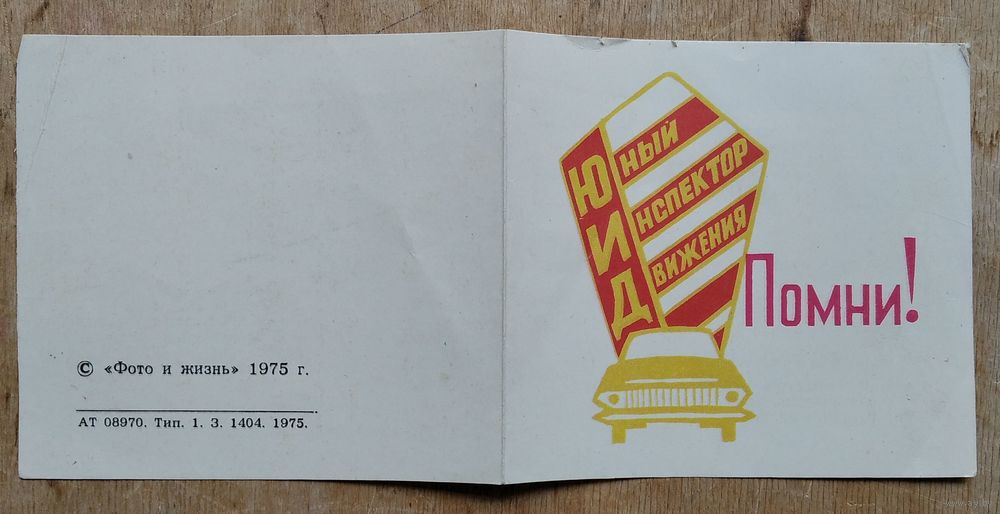 © «Фото и жизнь» 1975 г.
АТ 08970. Тип. 1. З. 1404. 1975.
ЮНЫЙ
ИНСПЕКТОР
ДВИЖЕНИЯ
Помни!